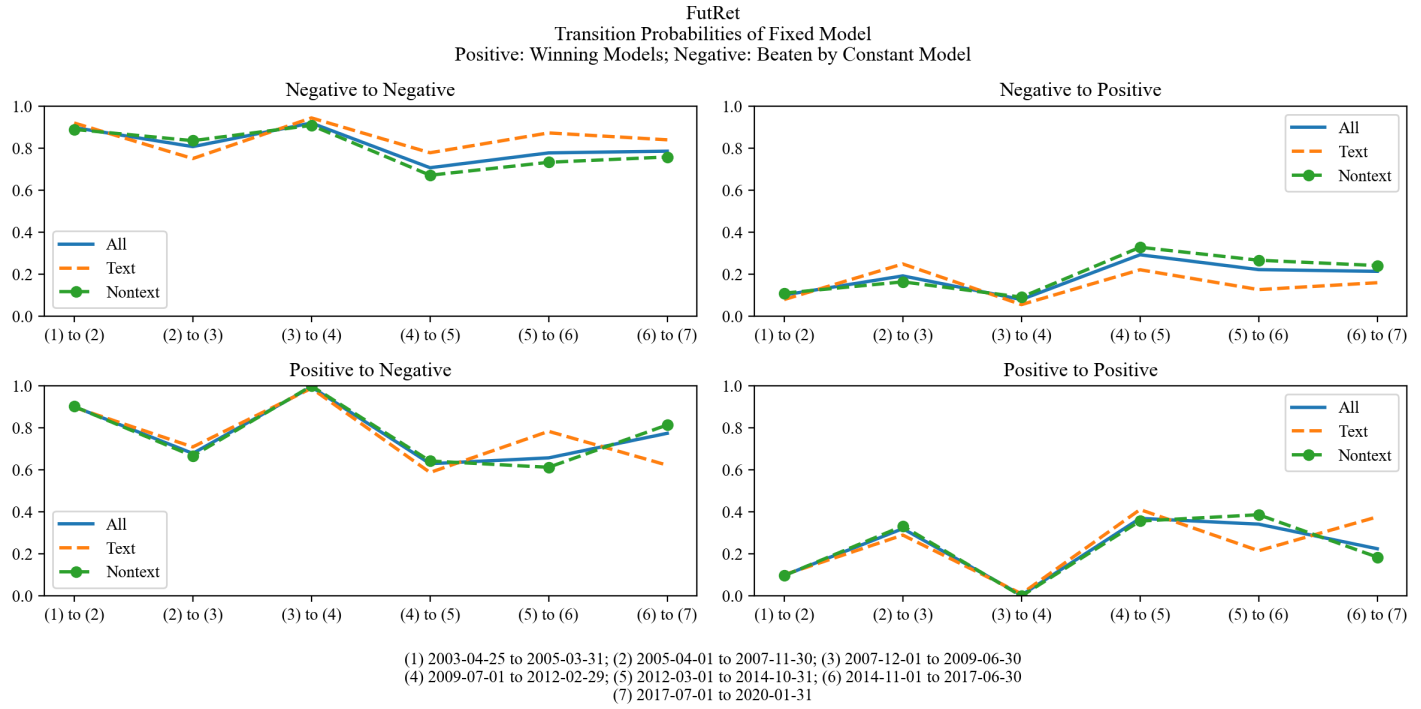 FutRet
Transition Probabilities of Fixed Model
Positive: Winning Models; Negative: Beaten by Constant Model
Negative to Negative
1.0
0.8
0.6
0.4
0.2
0.0
All
Text
Nontext
(1) to (2) (2) to (3) (3) to (4) (4) to (5) (5) to (6) (6) to (7)
Negative to Positive
1.0
0.8
0.6
0.4
0.2
0.0
All
Text
Nontext
(1) to (2) (2) to (3) (3) to (4) (4) to (5) (5) to (6) (6) to (7)
Positive to Negative
1.0
0.8
0.6
0.4
0.2
0.0
All
Text
Nontext
(1) to (2) (2) to (3) (3) to (4) (4) to (5) (5) to (6) (6) to (7)
Positive to Positive
1.0
0.8
0.6
0.4
0.2
0.0
All
Text
Nontext
(1) to (2) (2) to (3) (3) to (4) (4) to (5) (5) to (6) (6) to (7)
(1) 2003-04-25 to 2005-03-31; (2) 2005-04-01 to 2007-11-30; (3) 2007-12-01 to 2009-06-30
(4) 2009-07-01 to 2012-02-29; (5) 2012-03-01 to 2014-10-31; (6) 2014-11-01 to 2017-06-30
(7) 2017-07-01 to 2020-01-31